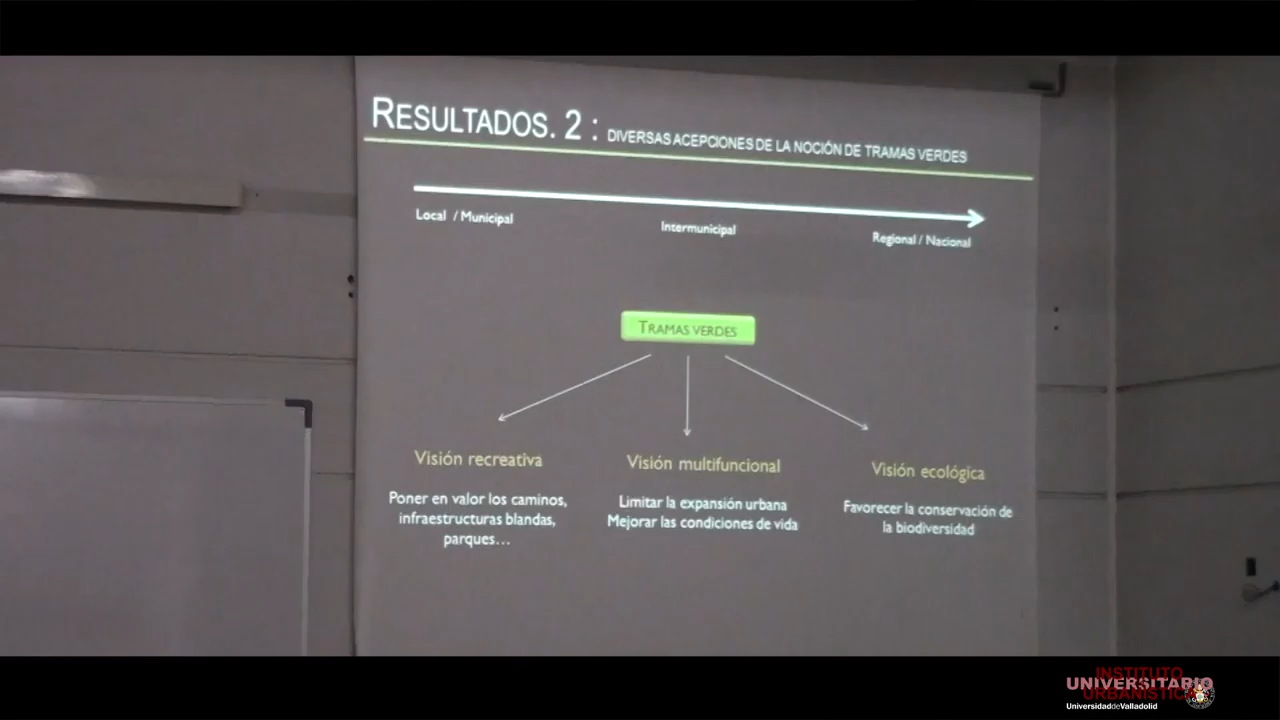 RESULTADOS. 2 : DIVERSAS ACEPCIONES DE LA NOCIÓN DE TRAMAS VERDES
Local / Municipal
Intermunicipal
Regional / Nacional
TRAMAS VERDES
Visión recreativa
Poner en valor los caminos,
infraestructuras blandas,
parques...
Visión multifuncional
Limitar la expansión urbana
Mejorar las condiciones de vida
Visión ecológica
Favorecer la conservación de
la biodiversidad
INSTITUTO
UNIVERSITARIO
URBANÍSTICA
UniversidaddeValladolid